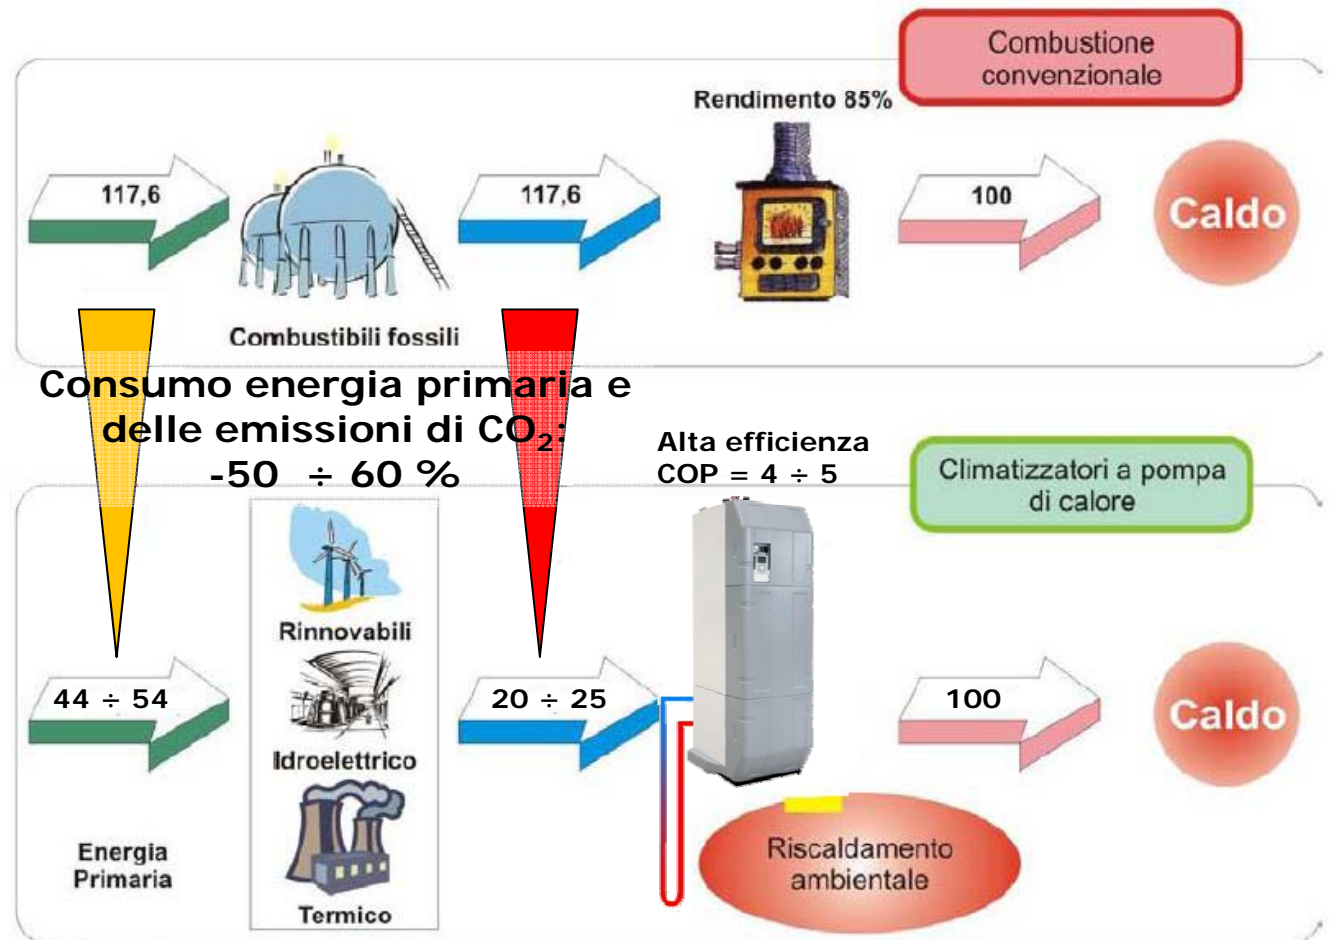 Combustione
convenzionale
Rendimento 85%
117,6
117,6
100
Caldo
Combustibili fossili
Consumo energia primaria e
delle emissioni di CO₂:
-50 ÷ 60 %
Alta efficienza
COP = 4 ÷ 5
Climatizzatori a pompa
di calore
Rinnovabili
44 ÷ 54
20 ÷ 25
100
Caldo
Idroelettrico
Energia
Primaria
Riscaldamento
ambientale
Termico